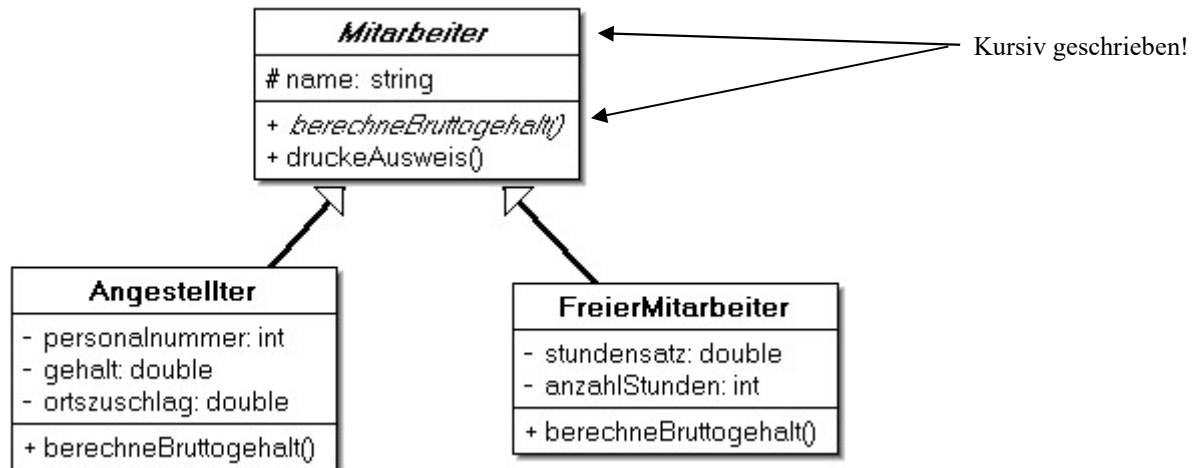 Mitarbeiter
Kursiv geschrieben!
# name: string
+ berechneBruttogehalt()
+ druckeAusweis()
Angestellter
- personalnummer: int
- gehalt: double
- ortszuschlag: double
+ berechneBruttogehalt()
FreierMitarbeiter
- stundensatz: double
- anzahlStunden: int
+ berechneBruttogehalt()